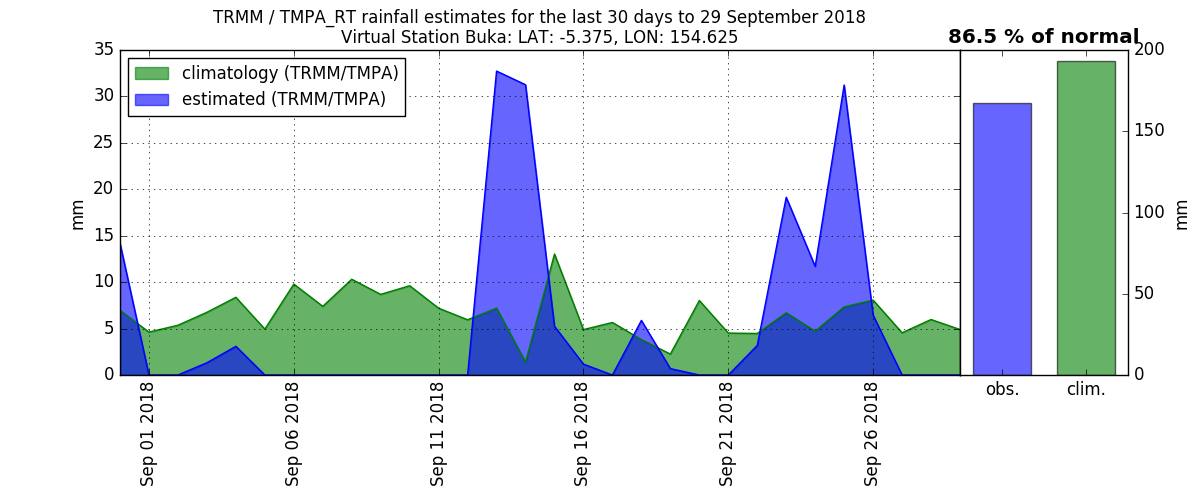 TRMM / TMPA_RT rainfall estimates for the last 30 days to 29 September 2018
Virtual Station Buka: LAT: -5.375, LON: 154.625
86.5 % of normal
climatology (TRMM/TMPA)
estimated (TRMM/TMPA)
35
30
25
20
15
10
5
0
mm
Sep 01 2018
Sep 06 2018
Sep 11 2018
Sep 16 2018
Sep 21 2018
Sep 26 2018
200
150
100
50
0
mm
obs.
clim.